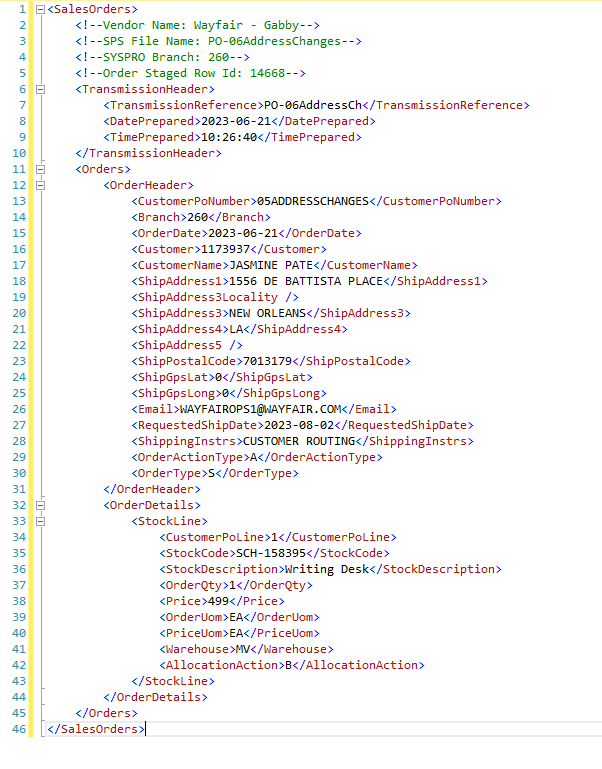 1 <SalesOrders>
2 <!--Vendor Name: Wayfair - Gabby-->
3 <!--SPS File Name: PO-06AddressChanges-->
4 <!--SYSPRO Branch: 260-->
5 <!--Order Staged Row Id: 14668-->
6 <TransmissionHeader>
7 <TransmissionReference>PO-06AddressCh</TransmissionReference>
8 <DatePrepared>2023-06-21</DatePrepared>
9 <TimePrepared>10:26:40</TimePrepared>
10 </TransmissionHeader>
11 <Orders>
12 <OrderHeader>
13 <CustomerPoNumber>05ADDRESSCHANGES</CustomerPoNumber>
14 <Branch>260</Branch>
15 <OrderDate>2023-06-21</OrderDate>
16 <Customer>1173937</Customer>
17 <CustomerName>JASMINE PATE</CustomerName>
18 <ShipAddress1>1556 DE BATTISTA PLACE</ShipAddress1>
19 <ShipAddress3Locality />
20 <ShipAddress3>NEW ORLEANS</ShipAddress3>
21 <ShipAddress4>LA</ShipAddress4>
22 <ShipAddress5 />
23 <ShipPostalCode>7013179</ShipPostalCode>
24 <ShipGpsLat>0</ShipGpsLat>
25 <ShipGpsLong>0</ShipGpsLong>
26 <Email>WAYFAIROPS1@WAYFAIR.COM</Email>
27 <RequestedShipDate>2023-08-02</RequestedShipDate>
28 <ShippingInstrs>CUSTOMER ROUTING</ShippingInstrs>
29 <OrderActionType>A</OrderActionType>
30 <OrderType>S</OrderType>
31 </OrderHeader>
32 <OrderDetails>
33 <StockLine>
34 <CustomerPoLine>1</CustomerPoLine>
35 <StockCode>SCH-158395</StockCode>
36 <StockDescription>Writing Desk</StockDescription>
37 <OrderQty>1</OrderQty>
38 <Price>499</Price>
39 <OrderUom>EA</OrderUom>
40 <PriceUom>EA</PriceUom>
41 <Warehouse>MV</Warehouse>
42 <AllocationAction>B</AllocationAction>
43 </StockLine>
44 </OrderDetails>
45 </Orders>
46 </SalesOrders>